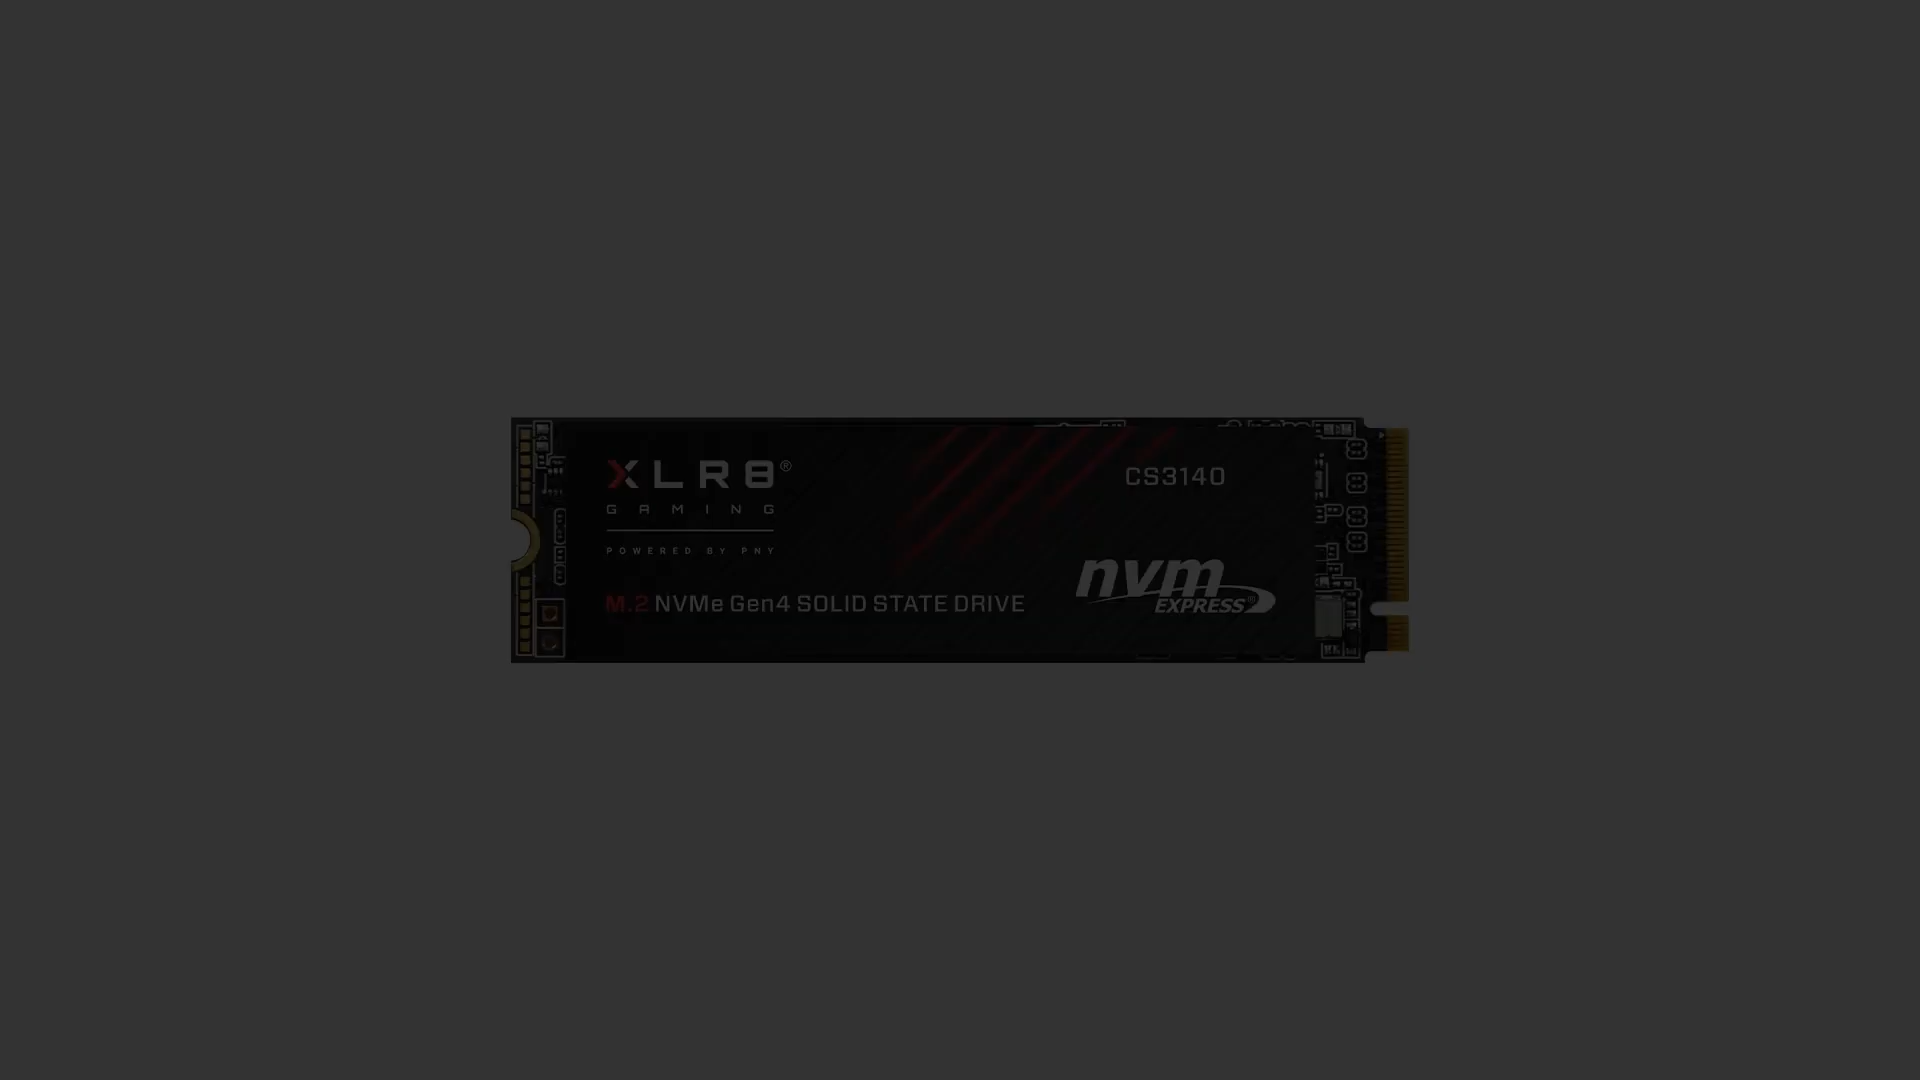 XLR8®
GAMING
POWERED BY PNY
CS3140
M.2 NVMe Gen4 SOLID STATE DRIVE
nvm
EXPRESS®